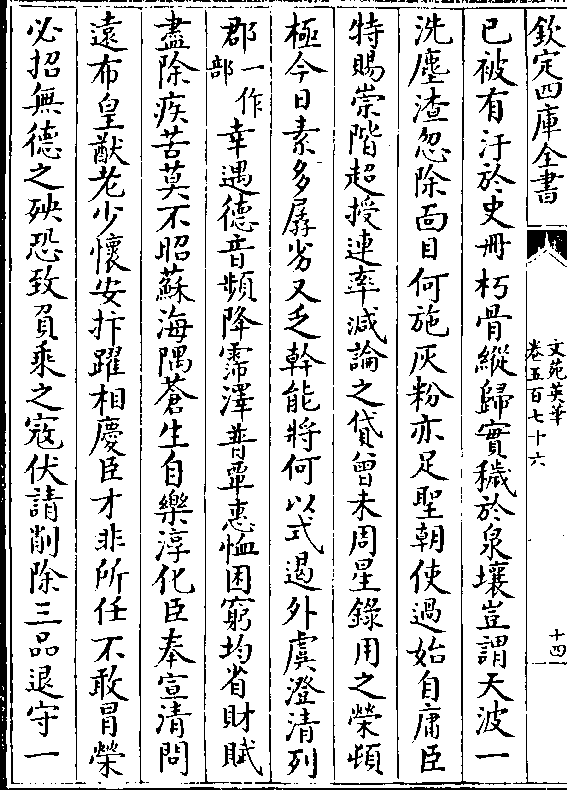 欽定四庫全書
文苑英華
卷五百七十六
十四
已被有汙於史冊朽骨縱歸實穢於泉壤豈謂天波一
洗塵渣忽除面目何施灰粉亦足聖朝使過始自庸臣
特賜崇階超授連率減論之貸曾未周星錄用之榮頓
極今日素多孱劣又乏幹能將何以式遏外虞澄清列
郡一作部幸遇德音頻降霈澤普覃惠恤困窮均省財賦
盡除疾苦莫不昭蘇海隅蒼生自樂淳化臣奉宣清問
遠布皇猷老少懷安抃躍相慶臣才非所任不敢冒榮
必招無德之殃恐致負乘之寇伏請削除三品退守一